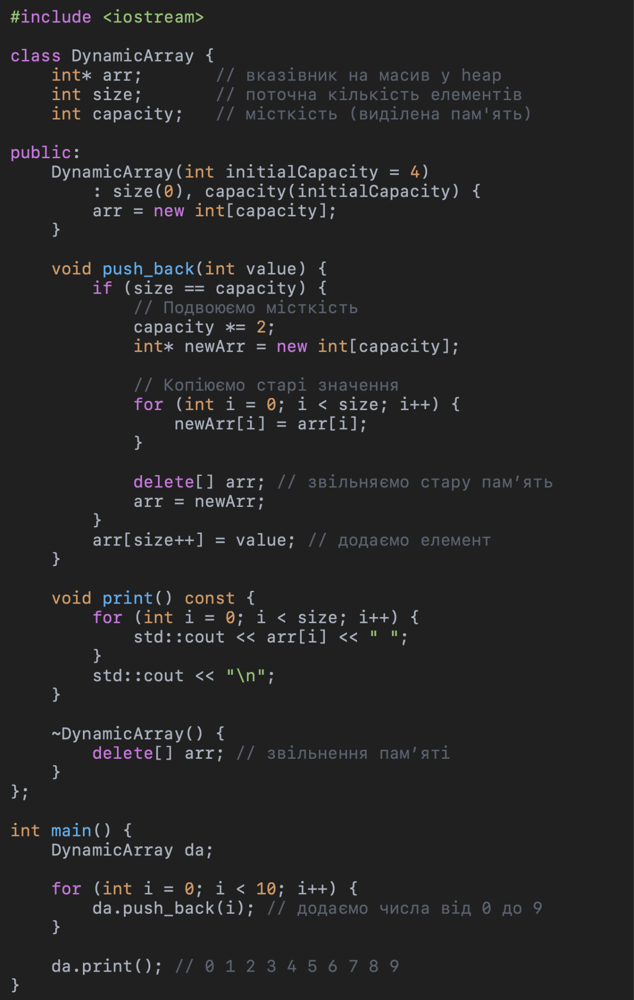 #include <iostream>

class DynamicArray {
    int* arr;       // вказівник на масив у heap
    int size;       // поточна кількість елементів
    int capacity;   // місткість (виділена пам'ять)

public:
    DynamicArray(int initialCapacity = 4)
        : size(0), capacity(initialCapacity) {
        arr = new int[capacity];
    }

    void push_back(int value) {
        if (size == capacity) {
            // Подвоюємо місткість
            capacity *= 2;
            int* newArr = new int[capacity];

            // Копіюємо старі значення
            for (int i = 0; i < size; i++) {
                newArr[i] = arr[i];
            }

            delete[] arr; // звільняємо стару пам’ять
            arr = newArr;
        }
        arr[size++] = value; // додаємо елемент
    }

    void print() const {
        for (int i = 0; i < size; i++) {
            std::cout << arr[i] << " ";
        }
        std::cout << "\n";
    }

    ~DynamicArray() {
        delete[] arr; // звільнення пам’яті
    }
};

int main() {
    DynamicArray da;

    for (int i = 0; i < 10; i++) {
        da.push_back(i); // додаємо числа від 0 до 9
    }

    da.print(); // 0 1 2 3 4 5 6 7 8 9
}